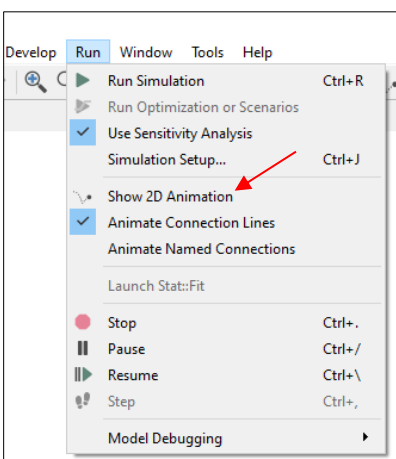 Develop Run Window Tools Help
Run Simulation Ctrl+R
Run Optimization or Scenarios
Use Sensitivity Analysis
Simulation Setup... Ctrl+J
Show 2D Animation
Animate Connection Lines
Animate Named Connections
Launch Stat::Fit
Stop Ctrl+.
Pause Ctrl+/
Resume Ctrl+\
Step Ctrl+,
Model Debugging